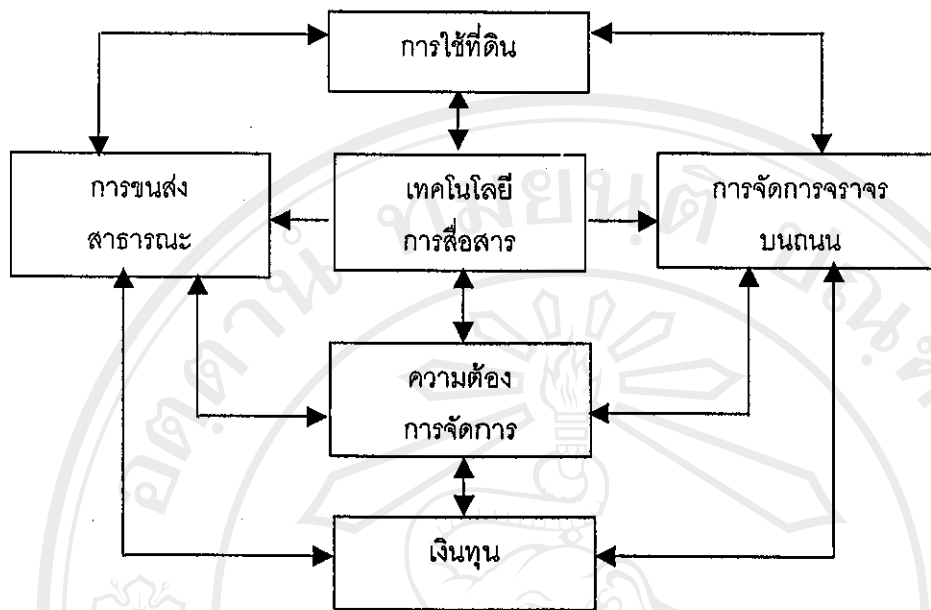 การใช้ที่ดิน
การขนส่ง
สาธารณะ
เทคโนโลยี
การสื่อสาร
การจัดการจราจร
บนถนน
ความต้อง
การจัดการ
เงินทุน